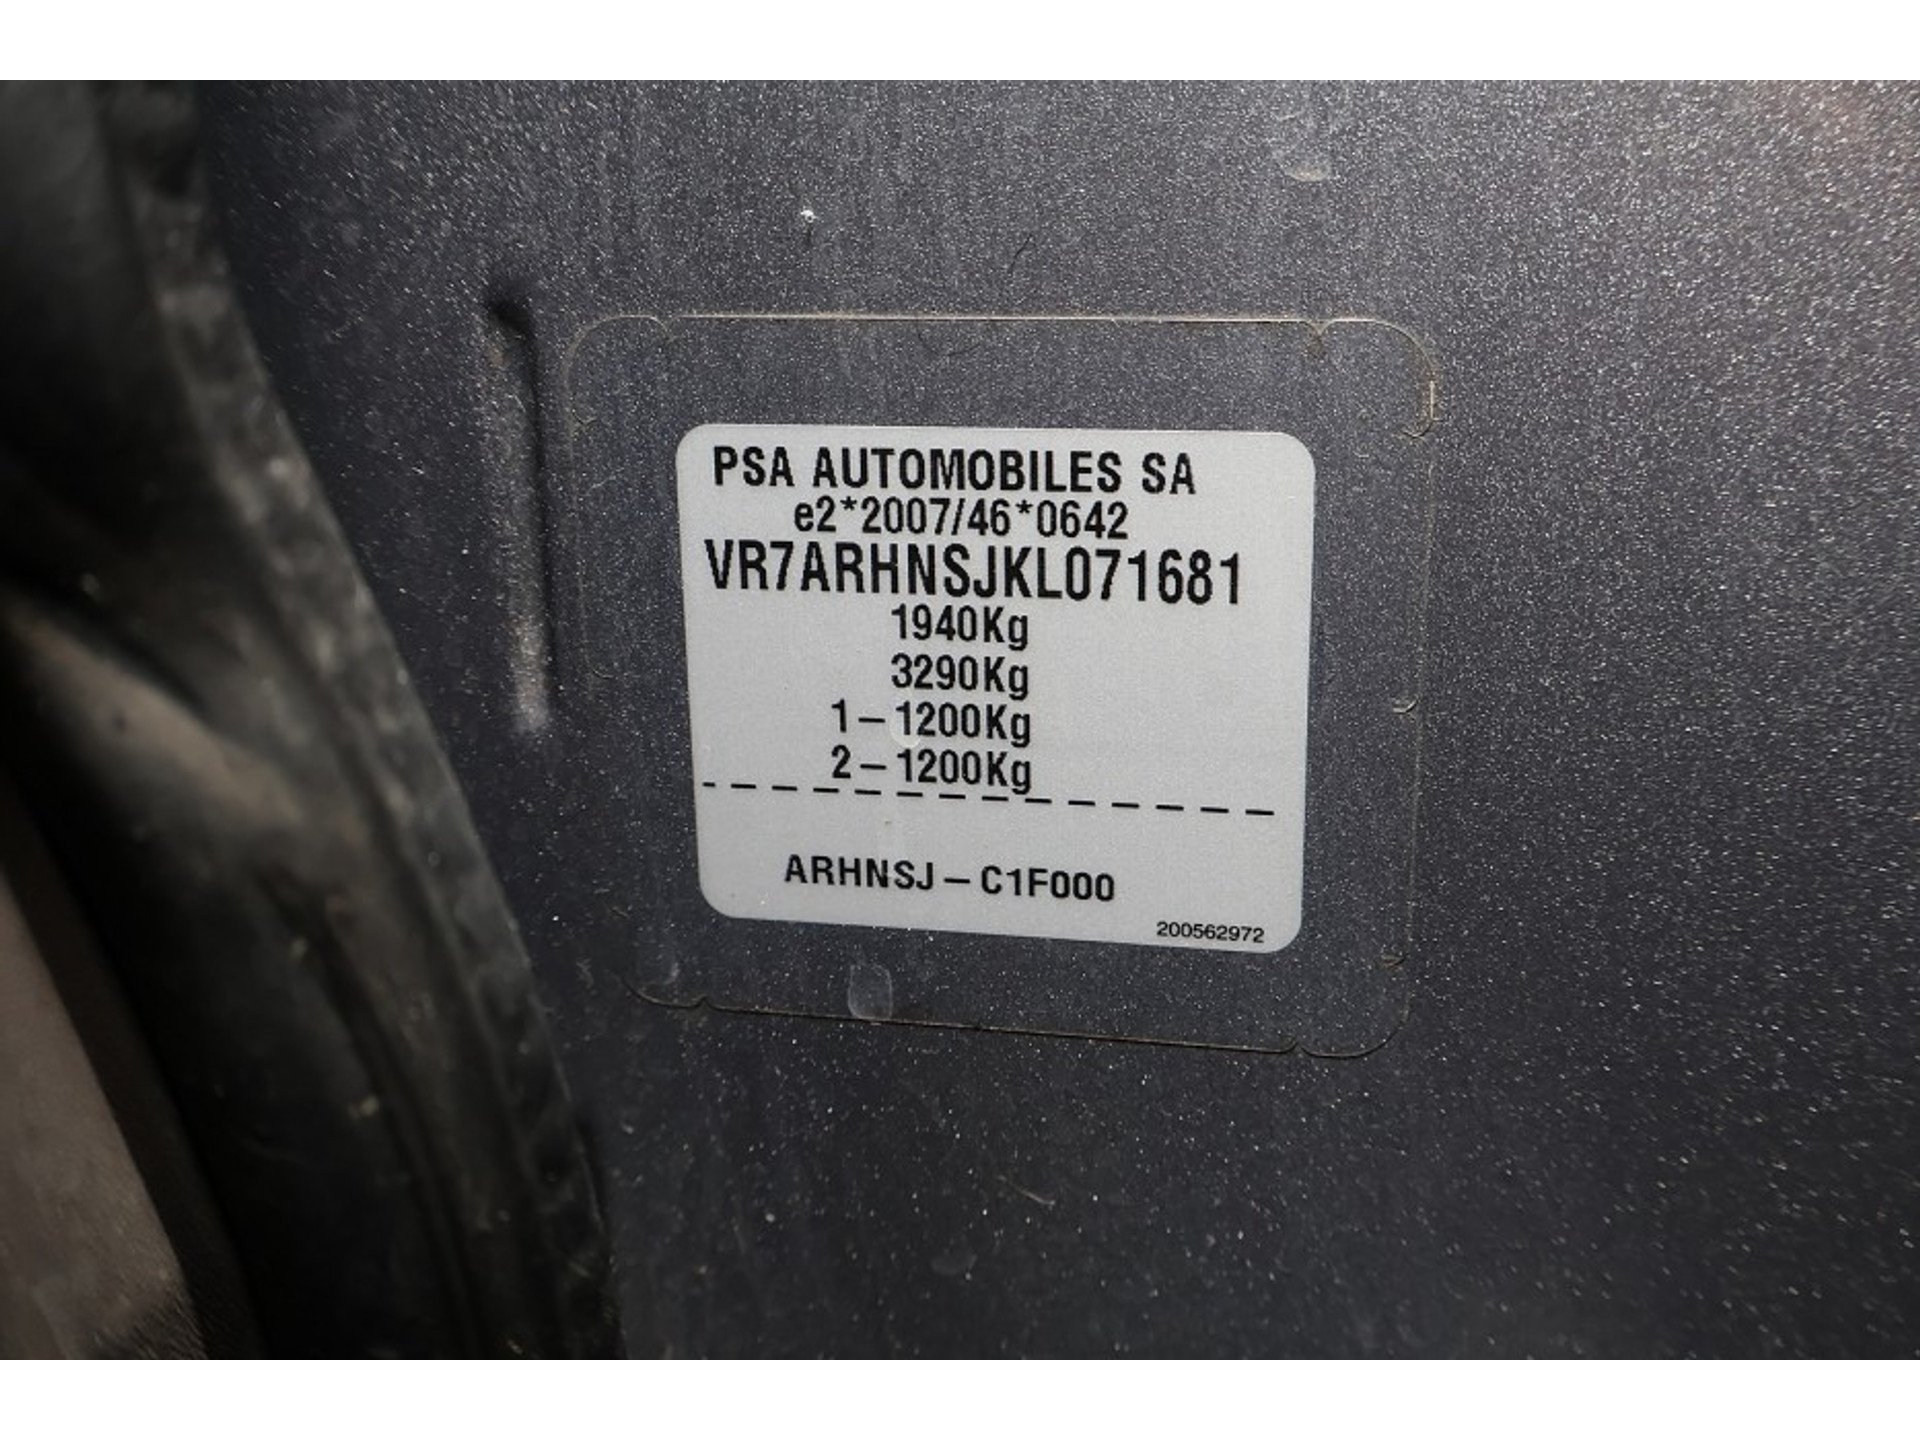 PSA AUTOMOBILES SA
e2*2007/46*0642
VR7ARHNSJKL071681
1940Kg
3290Kg
1-1200Kg
2-1200Kg
ARHNSJ-C1F000
200562972